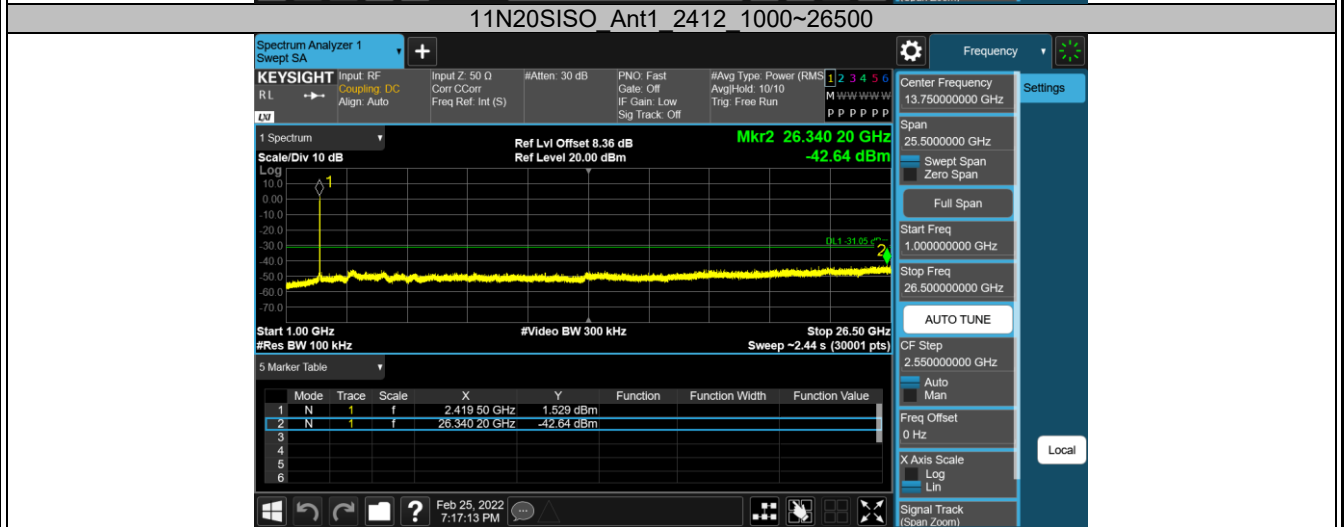 (Span Zoom)
11N20SISO_Ant1_2412_1000~26500
Spectrum Analyzer 1
Swept SA
+
Frequency
KEYSIGHT Input: RF Input Z: 50 Ω #Atten: 30 dB PNO: Fast #Avg Type: Power (RMS 1 2 3 4 5 6
R L Coupling: DC Corr CCorr Gate: Off Avg|Hold: 10/10 M W W W W W
Align: Auto Freq Ref: Int (S) IF Gain: Low Trig: Free Run
LXI Sig Track: Off P P P P P P
1 Spectrum
Ref Lvl Offset 8.36 dB Mkr2 26.340 20 GHz
Scale/Div 10 dB Ref Level 20.00 dBm -42.64 dBm
Log
10.0
0.00
-10.0
-20.0
-30.0
-40.0
-50.0
-60.0
-70.0
1
2
Start 1.00 GHz #Video BW 300 kHz Stop 26.50 GHz
#Res BW 100 kHz Sweep ~2.44 s (30001 pts)
5 Marker Table
Mode Trace Scale X Y Function Function Width Function Value
1 N 1 f 2.419 50 GHz 1.529 dBm
2 N 1 f 26.340 20 GHz -42.64 dBm
3
4
5
6
? Feb 25, 2022
7:17:13 PM
Center Frequency
13.750000000 GHz
Settings
Span
25.5000000 GHz
Swept Span
Zero Span
Full Span
Start Freq
1.000000000 GHz
Stop Freq
26.500000000 GHz
AUTO TUNE
CF Step
2.550000000 GHz
Auto
Man
Freq Offset
0 Hz
Local
X Axis Scale
Log
Lin
Signal Track
(Span Zoom)